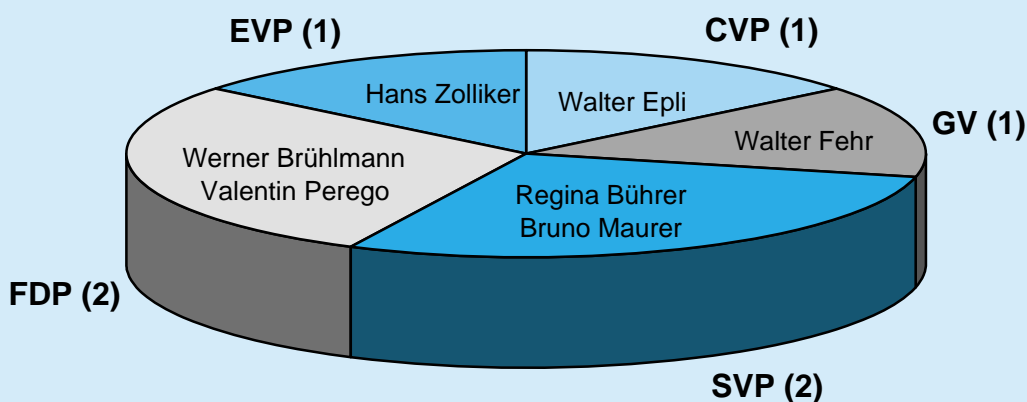 EVP (1)
CVP (1)
Hans Zolliker
Walter Epli
GV (1)
Walter Fehr
Werner Brühlmann
Valentin Perego
Regina Bührer
Bruno Maurer
FDP (2)
SVP (2)